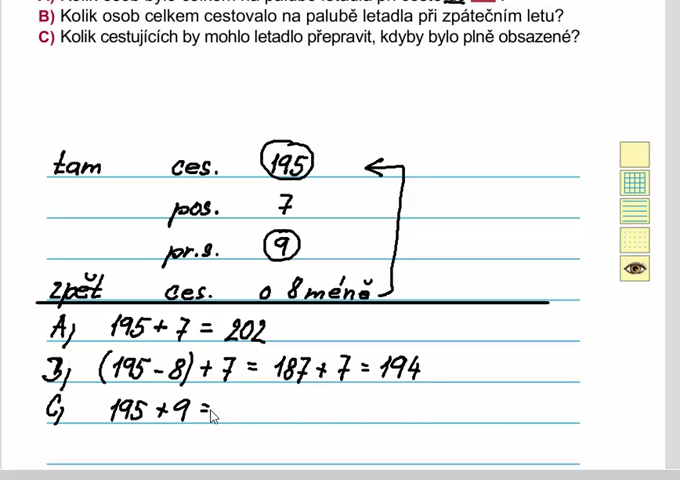 B) Kolik osob celkem cestovalo na palubě letadla při zpátečním letu?
C) Kolik cestujících by mohlo letadlo přepravit, kdyby bylo plně obsazené?
tam ces. 195
pos. 7
pr.s. 9
zpět ces. o 8 méně
A) 195 + 7 = 202
B) (195 - 8) + 7 = 187 + 7 = 194
C) 195 + 9 =